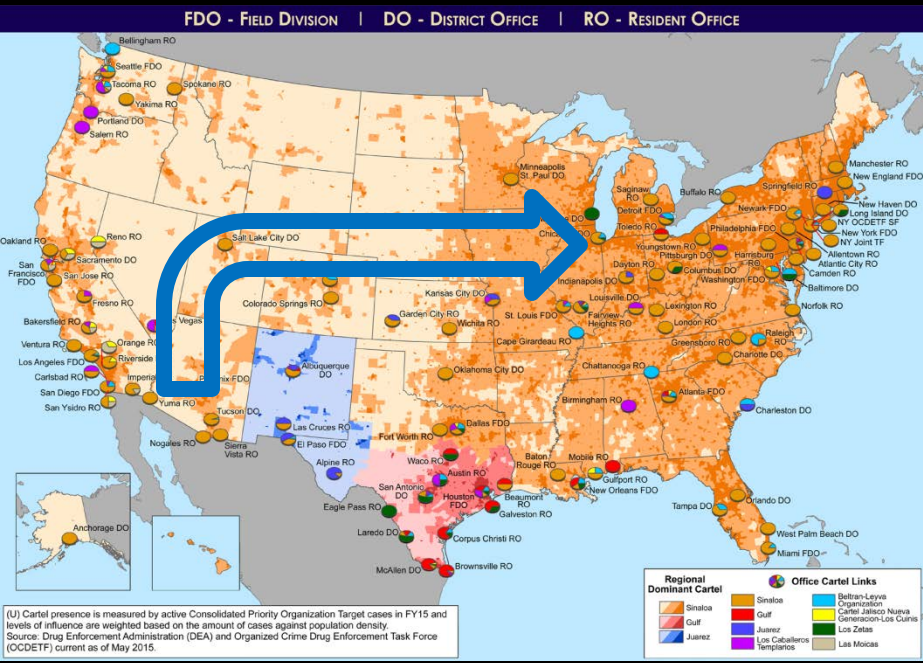 FDO - FIELD DIVISION | DO - DISTRICT OFFICE | RO - RESIDENT OFFICE
Bellingham RO
Seattle FDO
Tacoma RO
Spokane RO
Yakima RO
Portland DO
Salem RO
Minneapolis
St. Paul DO
Manchester RO
New England FDO
Springfield RO
Buffalo RO
Saginaw
RO
Detroit FDO
Toledo RO
New Haven DO
Long Island DO
NY OCDETF SF
New York FDO
NY Joint TF
Newark FDO
Philadelphia FDO
Allentown RO
Atlantic City RO
Camden RO
Baltimore DO
Youngstown RO
Pittsburgh DO
Harrisburg
RO
Washington FDO
Norfolk RO
Oakland RO
Reno RO
Sacramento DO
San
Francisco
FDO
San Jose RO
Fresno RO
Salt Lake City DO
Colorado Springs RO
Kansas City DO
Garden City RO
Wichita RO
St. Louis FDO
Fairview
Heights RO
Cape Girardeau RO
Indianapolis DO
Dayton RO
Columbus DO
Louisville DO
Lexington RO
London RO
Greensboro RO
Raleigh
RO
Charlotte DO
Bakersfield RO
Ventura RO
Orange RO
Los Angeles FDO
Riverside
Carlsbad RO
Imperial
San Diego FDO
San Ysidro RO
Vegas
FDO
Yuma RO
Tucson DO
Nogales RO
Sierra
Vista RO
Albuquerque
DO
Las Cruces RO
El Paso FDO
Alpine RO
Oklahoma City DO
Fort Worth RO
Dallas FDO
Waco RO
Austin RO
San Antonio
DO
Houston
FDO
Beaumont
RO
Galveston RO
Eagle Pass RO
Laredo DO
Corpus Christi RO
McAllen DO
Brownsville RO
Baton
Rouge RO
Mobile RO
Gulfport RO
New Orleans FDO
Chattanooga RO
Birmingham RO
Atlanta FDO
Charleston DO
Tampa DO
Orlando DO
West Palm Beach DO
Miami FDO
Anchorage DO
(U) Cartel presence is measured by active Consolidated Priority Organization Target cases in FY15 and
levels of influence are weighted based on the amount of cases against population density.
Source: Drug Enforcement Administration (DEA) and Organized Crime Drug Enforcement Task Force
(OCDETF) current as of May 2015.
Regional
Dominant Cartel
Sinaloa
Gulf
Juarez
Office Cartel Links
Sinaloa
Gulf
Juarez
Los Caballeros
Templarios
Beltran-Leyva
Organization
Cartel Jalisco Nueva
Generacion-Los Cuinis
Los Zetas
Las Moicas